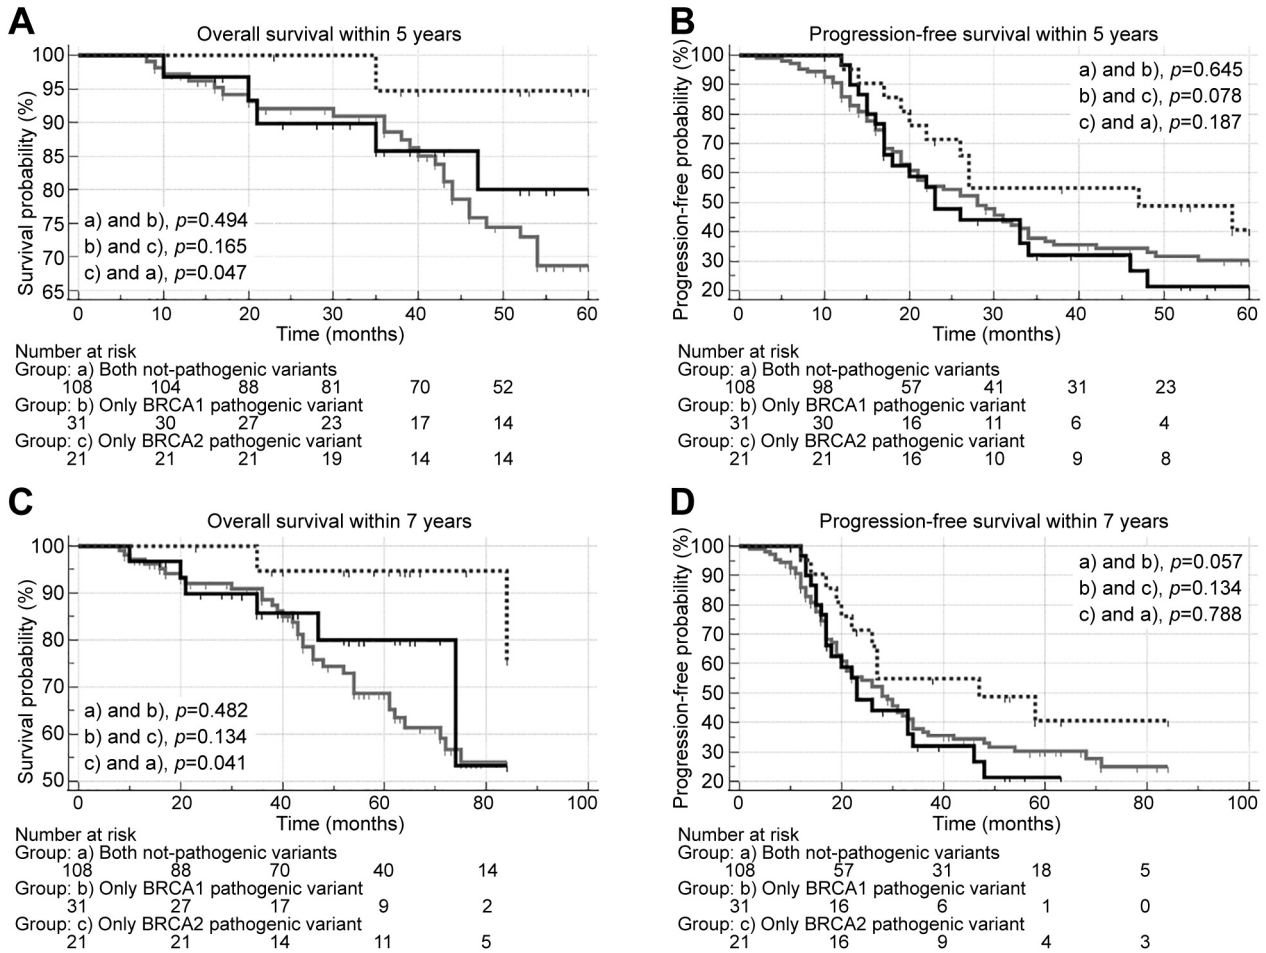 A
Overall survival within 5 years
Survival probability (%)
100
95
90
85
80
75
70
65
a) and b), p=0.494
b) and c), p=0.165
c) and a), p=0.047
0 10 20 30 40 50 60
Time (months)
Number at risk
Group: a) Both not-pathogenic variants
108 104 88 81 70 52
Group: b) Only BRCA1 pathogenic variant
31 30 27 23 17 14
Group: c) Only BRCA2 pathogenic variant
21 21 21 19 14 14
B
Progression-free survival within 5 years
Progression-free probability (%)
100
90
80
70
60
50
40
30
20
a) and b), p=0.645
b) and c), p=0.078
c) and a), p=0.187
0 10 20 30 40 50 60
Time (months)
Number at risk
Group: a) Both not-pathogenic variants
108 98 57 41 31 23
Group: b) Only BRCA1 pathogenic variant
31 30 16 11 6 4
Group: c) Only BRCA2 pathogenic variant
21 21 16 10 9 8
C
Overall survival within 7 years
Survival probability (%)
100
90
80
70
60
50
a) and b), p=0.482
b) and c), p=0.134
c) and a), p=0.041
0 20 40 60 80 100
Time (months)
Number at risk
Group: a) Both not-pathogenic variants
108 88 70 40 14
Group: b) Only BRCA1 pathogenic variant
31 27 17 9 2
Group: c) Only BRCA2 pathogenic variant
21 21 14 11 5
D
Progression-free survival within 7 years
Progression-free probability (%)
100
90
80
70
60
50
40
30
20
a) and b), p=0.057
b) and c), p=0.134
c) and a), p=0.788
0 20 40 60 80 100
Time (months)
Number at risk
Group: a) Both not-pathogenic variants
108 57 31 18 5
Group: b) Only BRCA1 pathogenic variant
31 16 6 1 0
Group: c) Only BRCA2 pathogenic variant
21 16 9 4 3